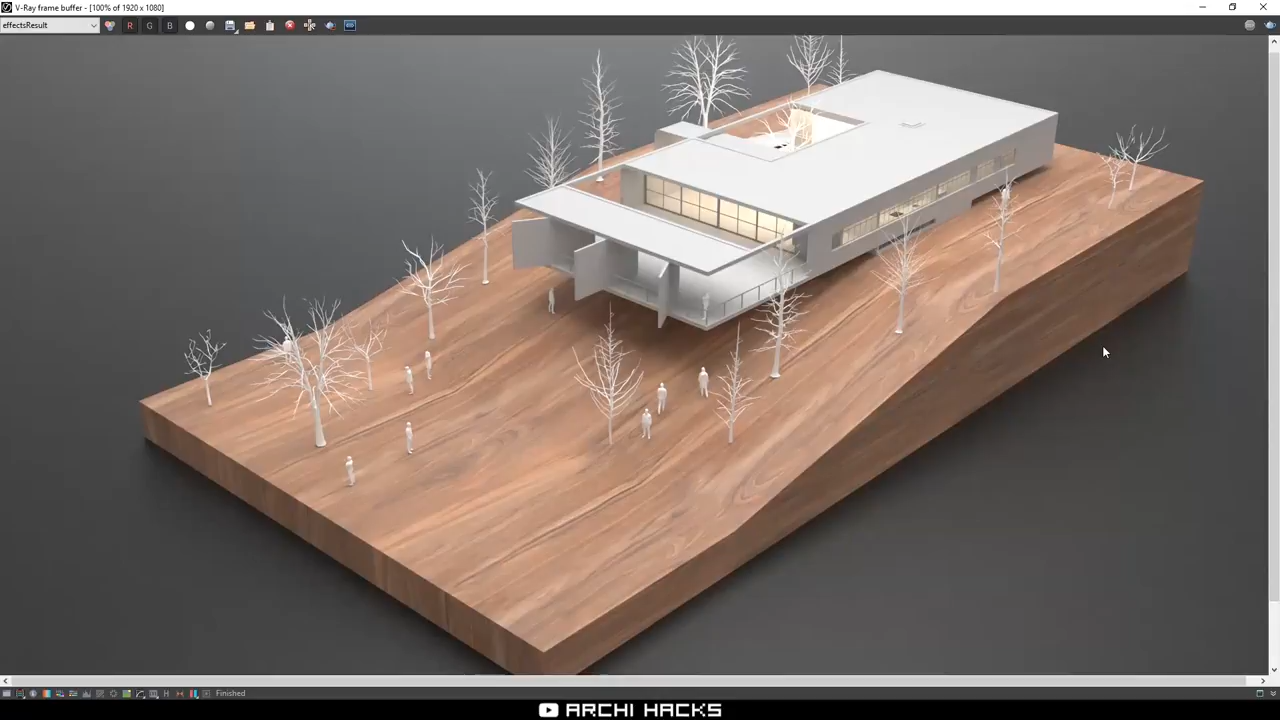 V-Ray frame buffer - [100% of 1920 x 1080]
effectsResult
R G B
H
Finished
ARCHI HACKS